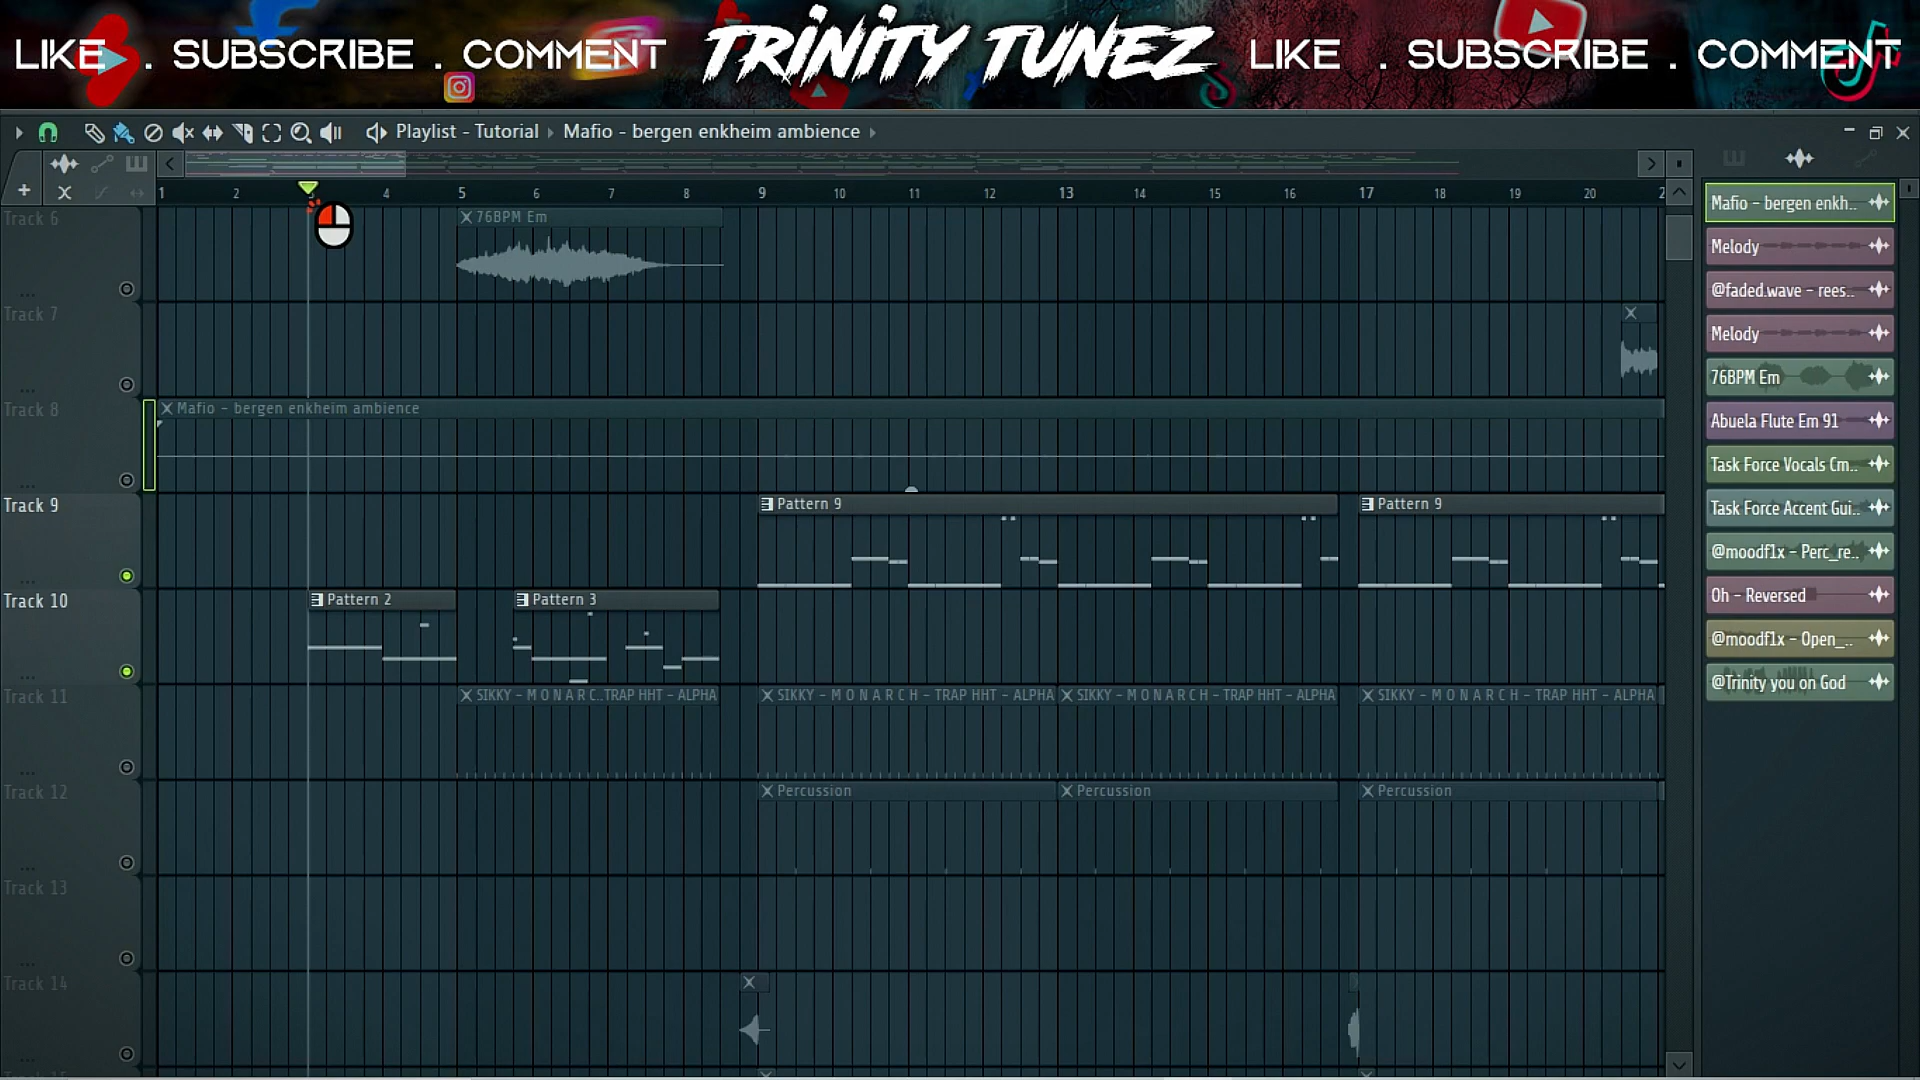 LIKE . SUBSCRIBE . COMMENT TRINITY TUNEZ LIKE . SUBSCRIBE . COMMENT
Playlist - Tutorial › Mafio - bergen enkheim ambience ›
1 2 3 4 5 6 7 8 9 10 11 12 13 14 15 16 17 18 19 20 2
Track 6
76BPM Em
Track 7
Track 8
Mafio - bergen enkheim ambience
Track 9
Pattern 9
Pattern 9
Track 10
Pattern 2
Pattern 3
Track 11
SIKKY - M O N A R C..TRAP HHT - ALPHA
SIKKY - M O N A R C H - TRAP HHT - ALPHA
SIKKY - M O N A R C H - TRAP HHT - ALPHA
SIKKY - M O N A R C H - TRAP HHT - ALPHA
Track 12
Percussion
Percussion
Percussion
Track 13
Track 14
Mafio - bergen enkh..
Melody
@faded.wave - rees..
Melody
76BPM Em
Abuela Flute Em 91
Task Force Vocals Cm..
Task Force Accent Gui..
@moodf1x - Perc_re..
Oh - Reversed
@moodf1x - Open_..
@Trinity you on God